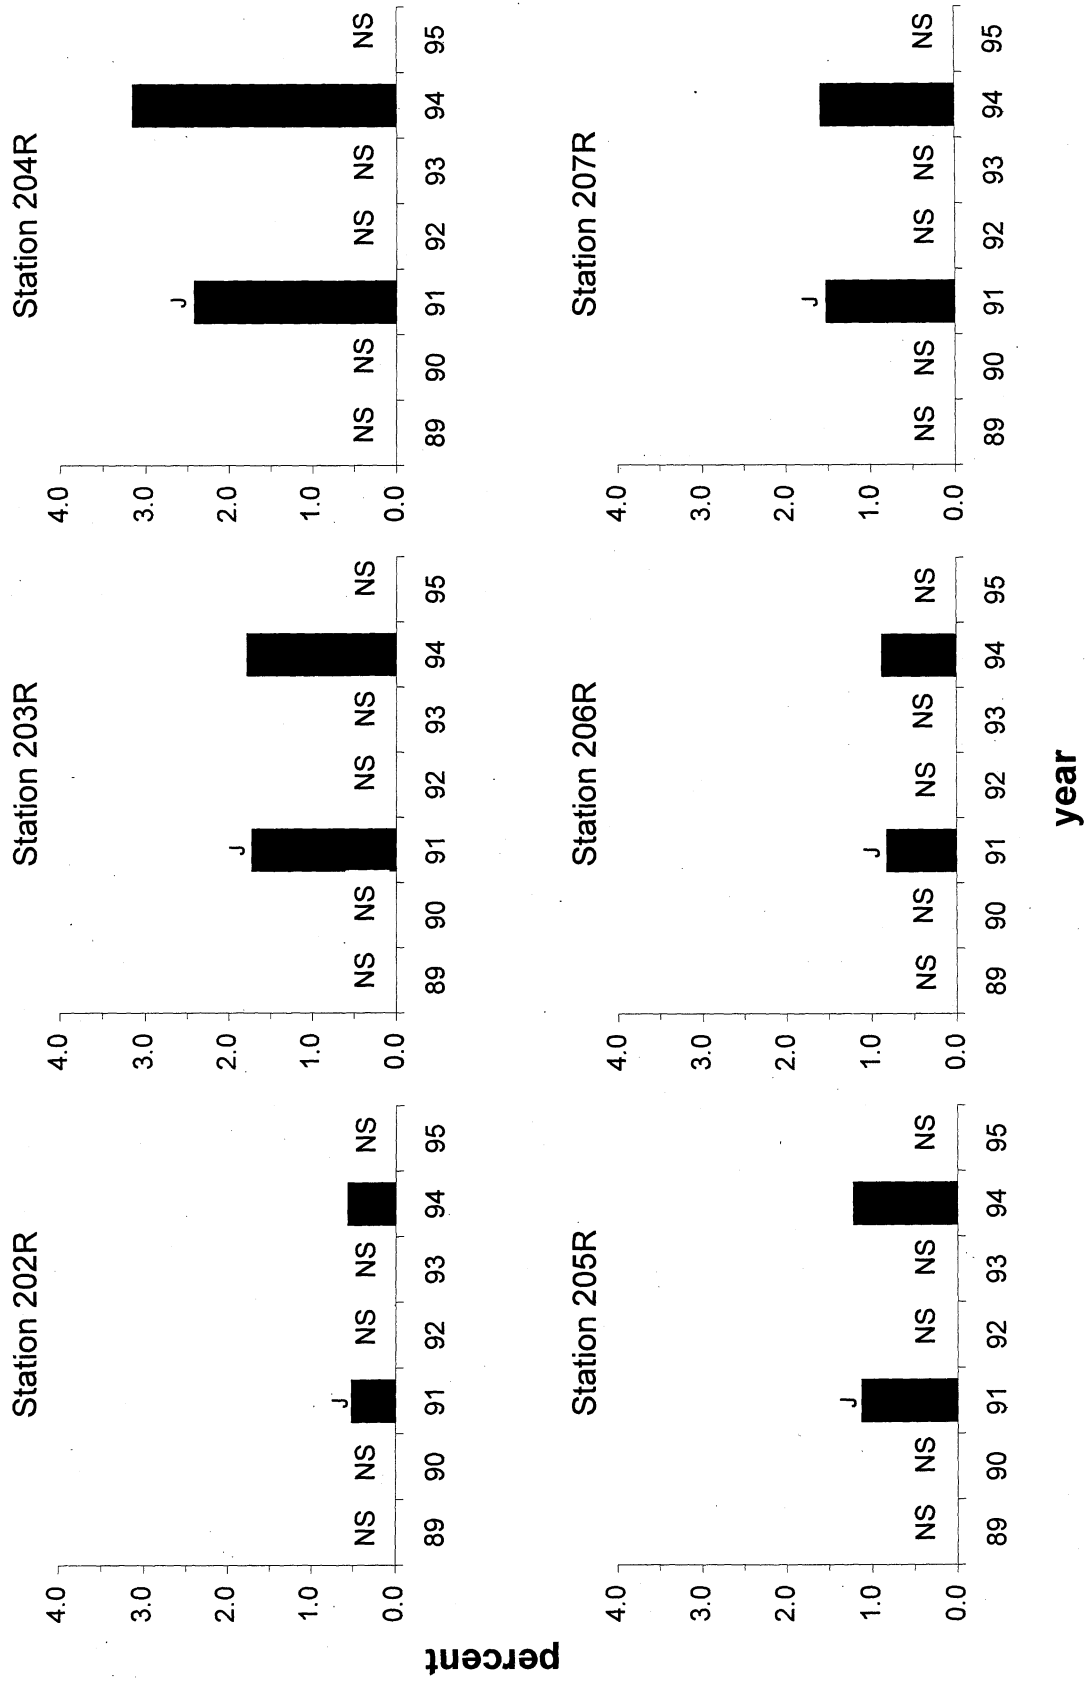 Station 202R
4.0
3.0
2.0
1.0
0.0
NS NS J NS NS NS
89 90 91 92 93 94 95
Station 203R
4.0
3.0
2.0
1.0
0.0
NS NS J NS NS NS
89 90 91 92 93 94 95
Station 204R
4.0
3.0
2.0
1.0
0.0
NS NS J NS NS NS
89 90 91 92 93 94 95
percent
Station 205R
4.0
3.0
2.0
1.0
0.0
NS NS J NS NS NS
89 90 91 92 93 94 95
Station 206R
4.0
3.0
2.0
1.0
0.0
NS NS J NS NS NS
89 90 91 92 93 94 95
Station 207R
4.0
3.0
2.0
1.0
0.0
NS NS J NS NS NS
89 90 91 92 93 94 95
year